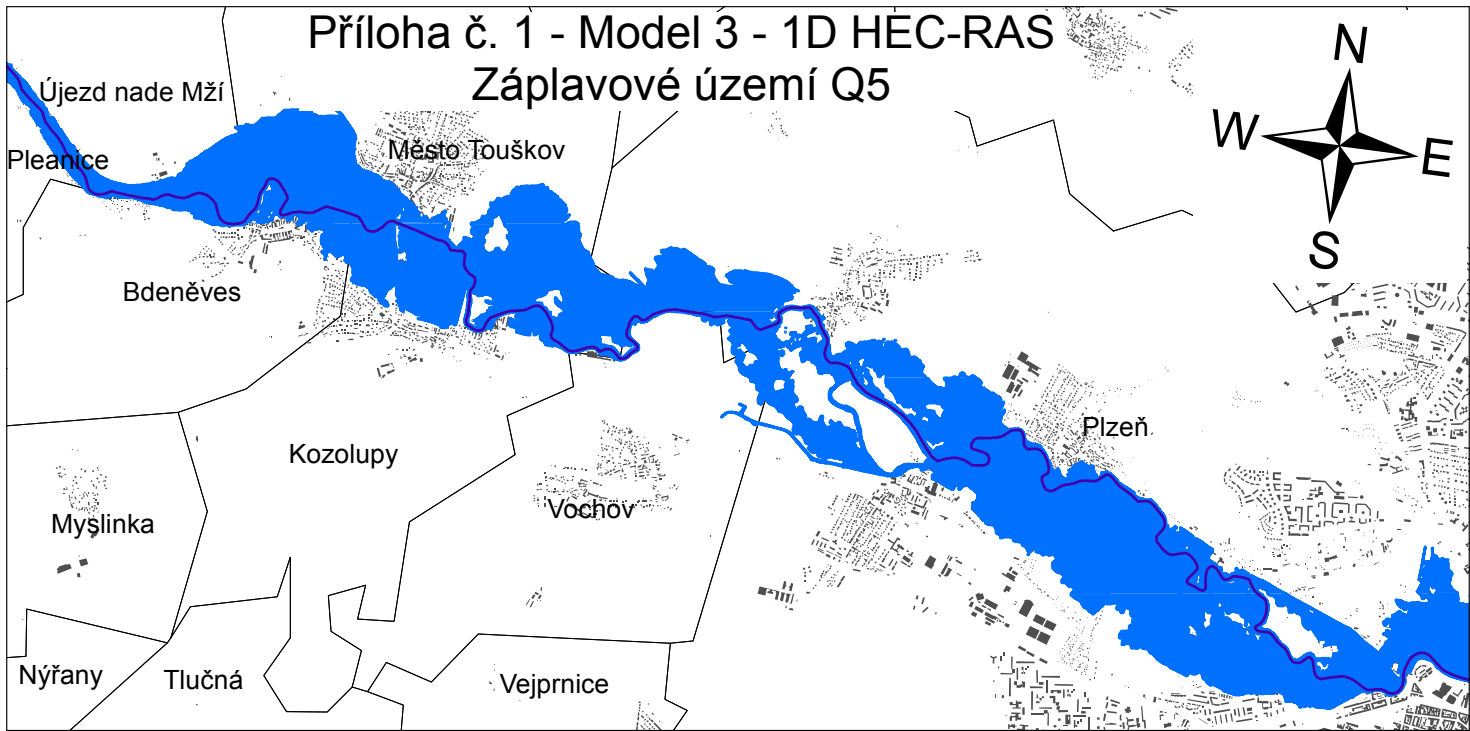 Příloha č. 1 - Model 3 - 1D HEC-RAS
Záplavové území Q5
N
W
E
S
Újezd nade Mží
Pleanice
Město Touškov
Bdeněves
Plzeň
Kozolupy
Vochov
Myslinka
Nýřany
Tlučná
Vejprnice